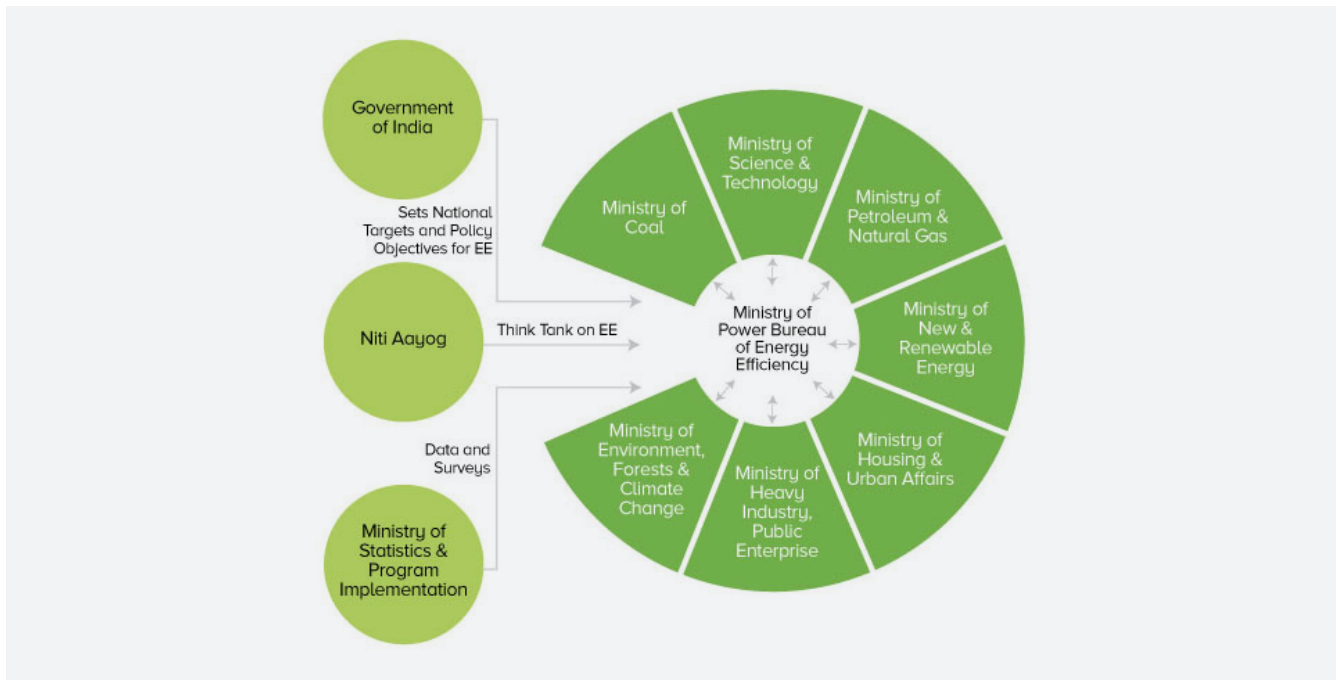 Government
of India
Sets National
Targets and Policy
Objectives for EE
Niti Aayog
Think Tank on EE
Data and
Surveys
Ministry of
Statistics &
Program
Implementation
Ministry of
Coal
Ministry of
Science &
Technology
Ministry of
Petroleum &
Natural Gas
Ministry of
New &
Renewable
Energy
Ministry of
Housing &
Urban Affairs
Ministry of
Heavy
Industry,
Public
Enterprise
Ministry of
Environment,
Forests &
Climate
Change
Ministry of
Power Bureau
of Energy
Efficiency